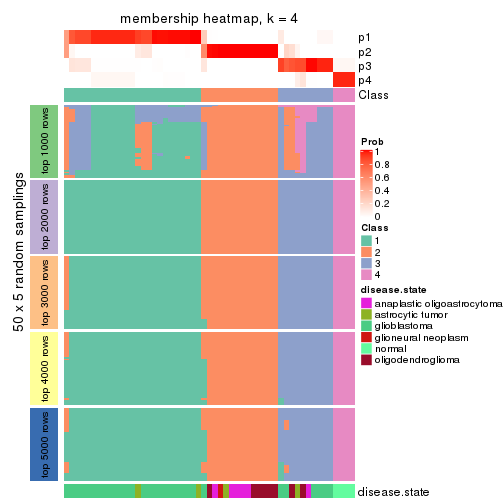 membership heatmap, k = 4
p1
p2
p3
p4
Class
50 x 5 random samplings
top 1000 rows
top 2000 rows
top 3000 rows
top 4000 rows
top 5000 rows
Prob
1
0.8
0.6
0.4
0.2
0
Class
1
2
3
4
disease.state
anaplastic oligoastrocytoma
astrocytic tumor
glioblastoma
glioneural neoplasm
normal
oligodendroglioma
disease.state